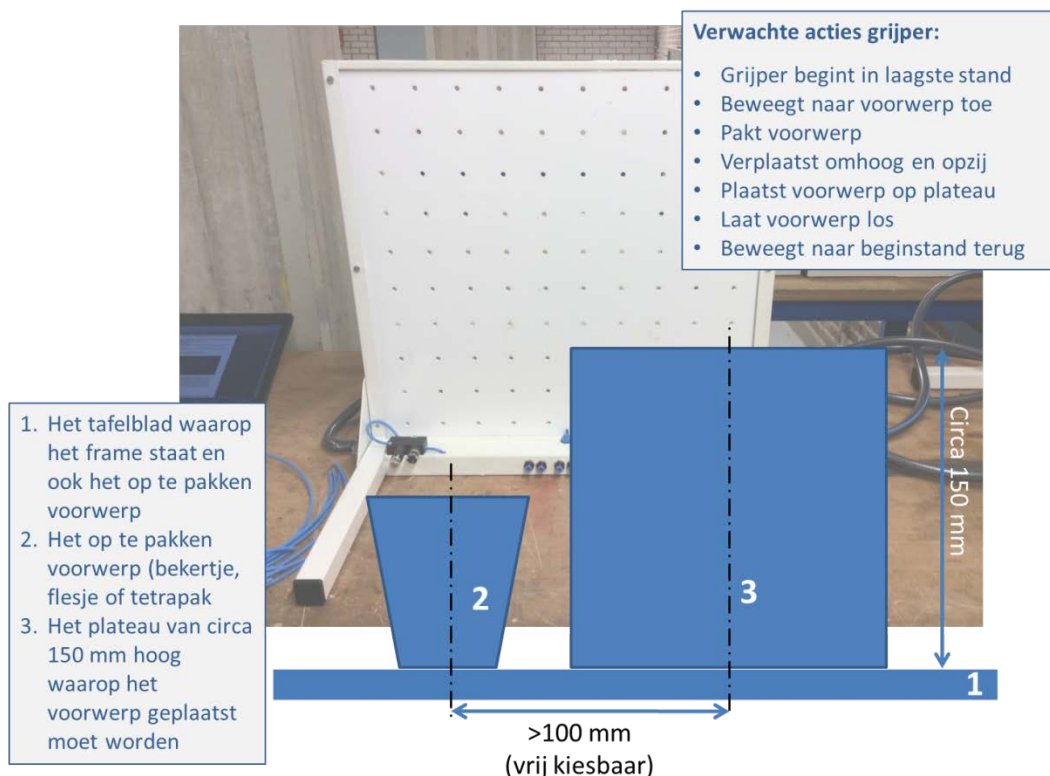 Verwachte acties grijper:
• Grijper begint in laagste stand
• Beweegt naar voorwerp toe
• Pakt voorwerp
• Verplaatst omhoog en opzij
• Plaatst voorwerp op plateau
• Laat voorwerp los
• Beweegt naar beginstand terug
1. Het tafelblad waarop
het frame staat en
ook het op te pakken
voorwerp
2. Het op te pakken
voorwerp (bekertje,
flesje of tetrapak
3. Het plateau van circa
150 mm hoog
waarop het
voorwerp geplaatst
moet worden
2
3
Circa 150 mm
1
>100 mm
(vrij kiesbaar)